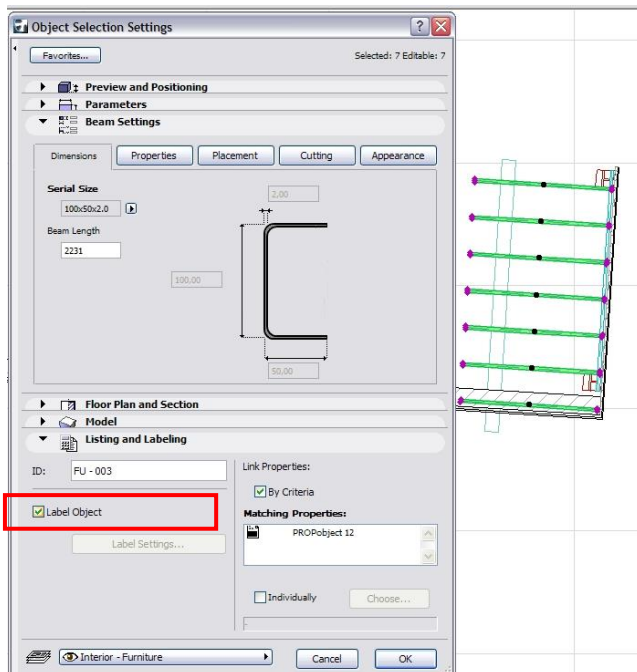 Object Selection Settings
Favorites...
Selected: 7 Editable: 7
Preview and Positioning
Parameters
Beam Settings
Dimensions
Properties
Placement
Cutting
Appearance
Serial Size
2,00
100x50x2.0
Beam Length
2231
100,00
50,00
Floor Plan and Section
Model
Listing and Labeling
ID:
FU - 003
Link Properties:
By Criteria
Label Object
Matching Properties:
PROPobject 12
Label Settings...
Individually
Choose...
Interior - Furniture
Cancel
OK